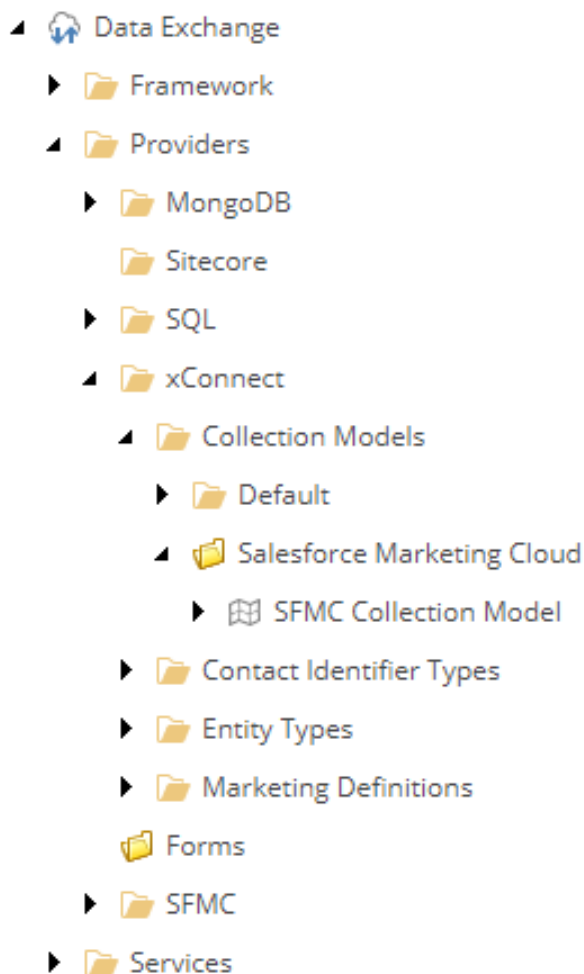 Data Exchange
Framework
Providers
MongoDB
Sitecore
SQL
xConnect
Collection Models
Default
Salesforce Marketing Cloud
SFMC Collection Model
Contact Identifier Types
Entity Types
Marketing Definitions
Forms
SFMC
Services